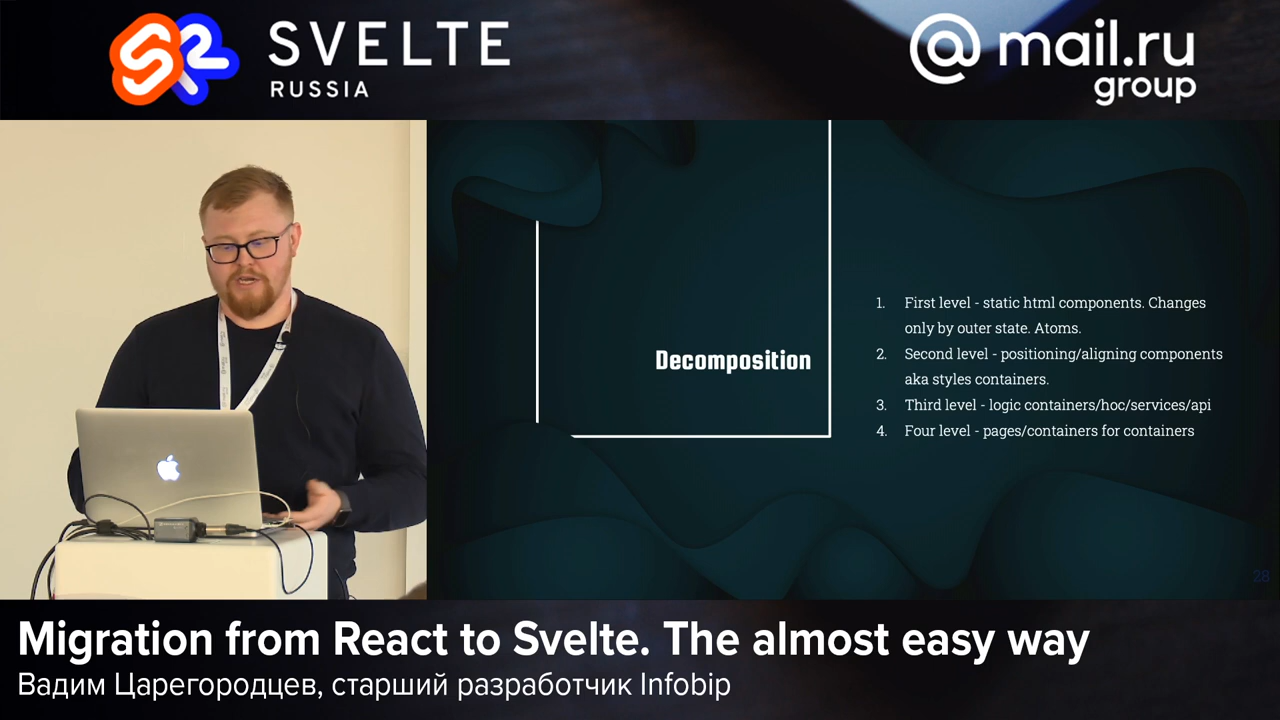 SVELTE
RUSSIA
@mail.ru
group
Decomposition
1. First level - static html components. Changes
only by outer state. Atoms.
2. Second level - positioning/aligning components
aka styles containers.
3. Third level - logic containers/hoc/services/api
4. Four level - pages/containers for containers
28
Migration from React to Svelte. The almost easy way
Вадим Царегородцев, старший разработчик Infobip